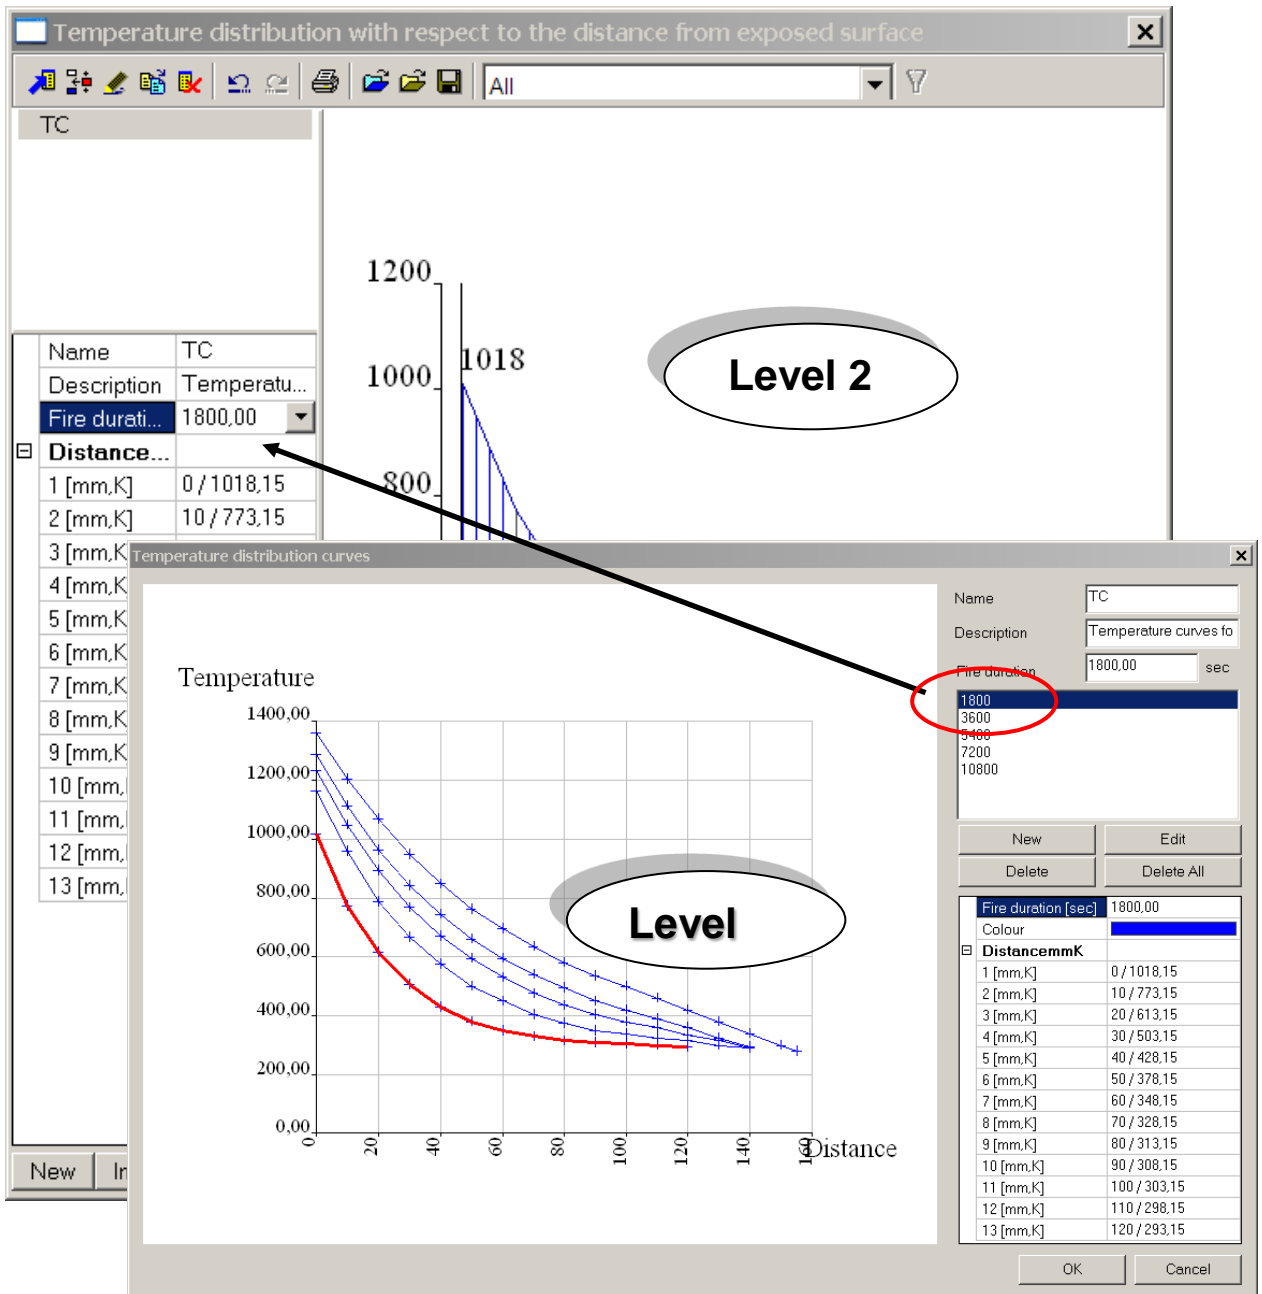 Temperature distribution with respect to the distance from exposed surface
All
TC
Name TC
Description Temperatu...
Fire durati... 1800,00
Distance...
1 [mm,K] 0 / 1018,15
2 [mm,K] 10 / 773,15
3 [mm,K
4 [mm,K
5 [mm,K
6 [mm,K
7 [mm,K
8 [mm,K
9 [mm,K
10 [mm,
11 [mm,
12 [mm,
13 [mm,
New In
1200
1018
1000
800
Level 2
Temperature distribution curves
Temperature
1400,00
1200,00
1000,00
800,00
600,00
400,00
200,00
0,00
0 20 40 60 80 100 120 140 160
Distance
Level
Name TC
Description Temperature curves fo
Fire duration 1800,00 sec
1800
3600
5400
7200
10800
New Edit
Delete Delete All
Fire duration [sec] 1800,00
Colour
DistancemmK
1 [mm,K] 0 / 1018,15
2 [mm,K] 10 / 773,15
3 [mm,K] 20 / 613,15
4 [mm,K] 30 / 503,15
5 [mm,K] 40 / 428,15
6 [mm,K] 50 / 378,15
7 [mm,K] 60 / 348,15
8 [mm,K] 70 / 328,15
9 [mm,K] 80 / 313,15
10 [mm,K] 90 / 308,15
11 [mm,K] 100 / 303,15
12 [mm,K] 110 / 298,15
13 [mm,K] 120 / 293,15
OK Cancel